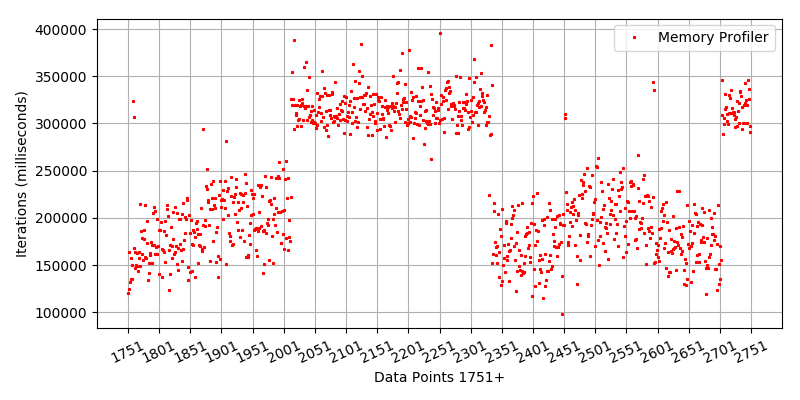 Memory Profiler
Iterations (milliseconds)
400000
350000
300000
250000
200000
150000
100000
1751 1801 1851 1901 1951 2001 2051 2101 2151 2201 2251 2301 2351 2401 2451 2501 2551 2601 2651 2701 2751
Data Points 1751+